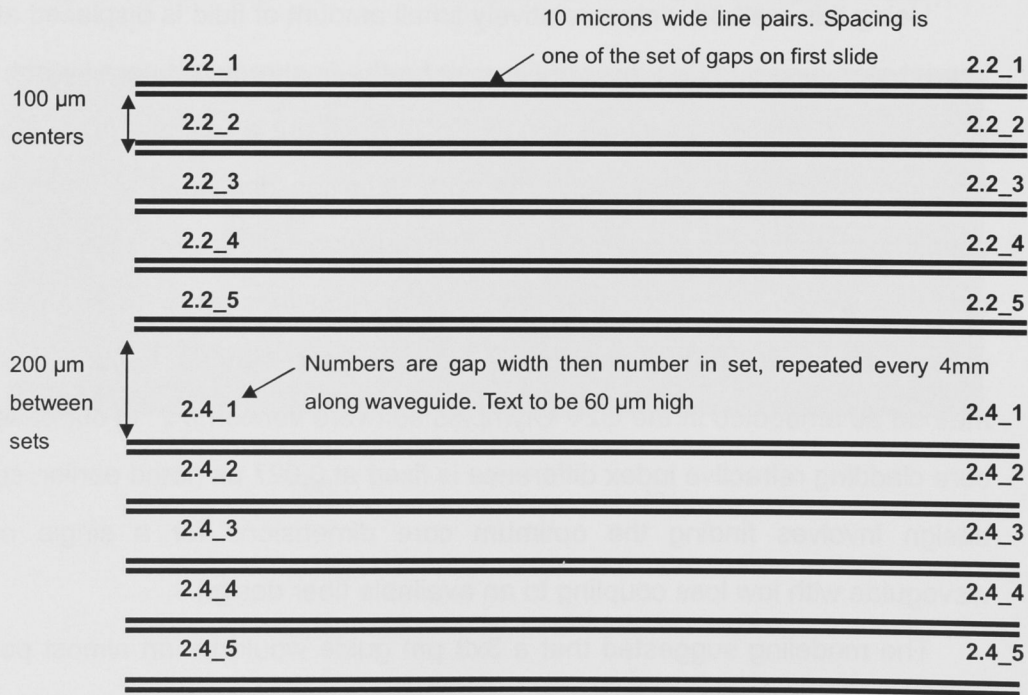 10 microns wide line pairs. Spacing is
one of the set of gaps on first slide
2.2_1 2.2_1
100 µm
centers
2.2_2 2.2_2
2.2_3 2.2_3
2.2_4 2.2_4
2.2_5 2.2_5
200 µm
between
sets
Numbers are gap width then number in set, repeated every 4mm
along waveguide. Text to be 60 µm high
2.4_1 2.4_1
2.4_2 2.4_2
2.4_3 2.4_3
2.4_4 2.4_4
2.4_5 2.4_5